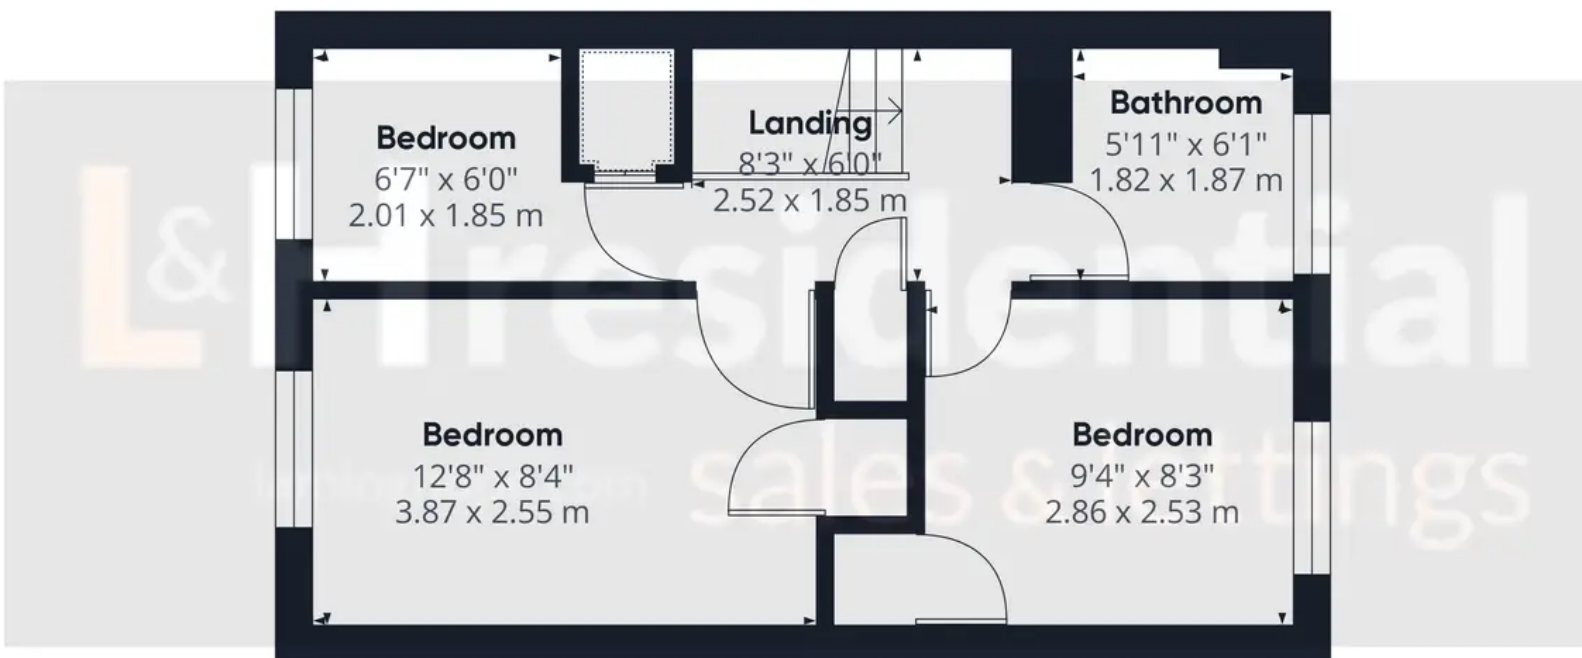 Bedroom
6'7" x 6'0"
2.01 x 1.85 m
Landing
8'3" x 6'0"
2.52 x 1.85 m
Bathroom
5'11" x 6'1"
1.82 x 1.87 m
L&Hresidential
sales & lettings
Bedroom
12'8" x 8'4"
3.87 x 2.55 m
Bedroom
9'4" x 8'3"
2.86 x 2.53 m